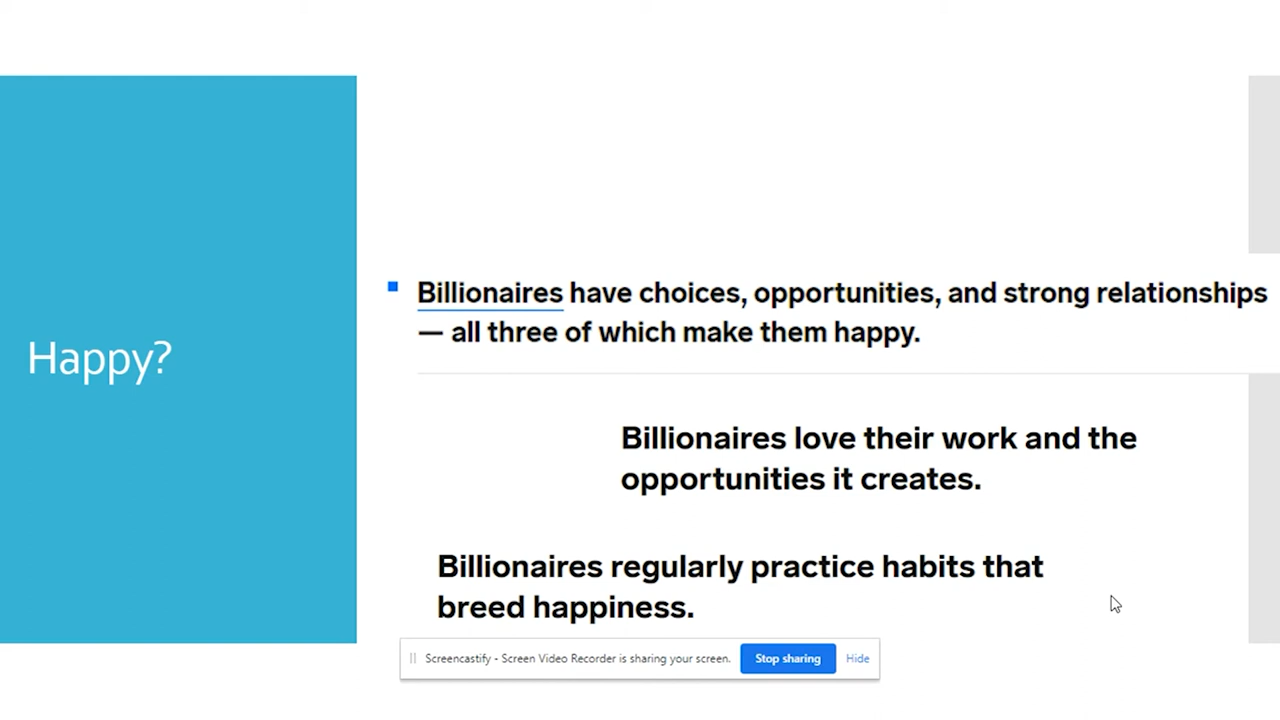 Happy?
Billionaires have choices, opportunities, and strong relationships
— all three of which make them happy.
Billionaires love their work and the
opportunities it creates.
Billionaires regularly practice habits that
breed happiness.
Screencastify - Screen Video Recorder is sharing your screen. Stop sharing Hide